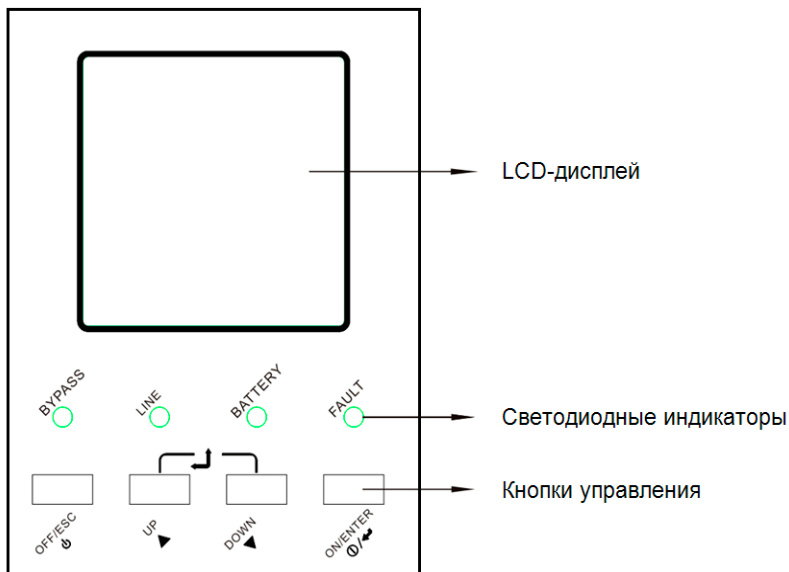 LCD-дисплей
BYPASS
LINE
BATTERY
FAULT
Светодиодные индикаторы
Кнопки управления
OFF/ESC
UP
DOWN
ON/ENTER